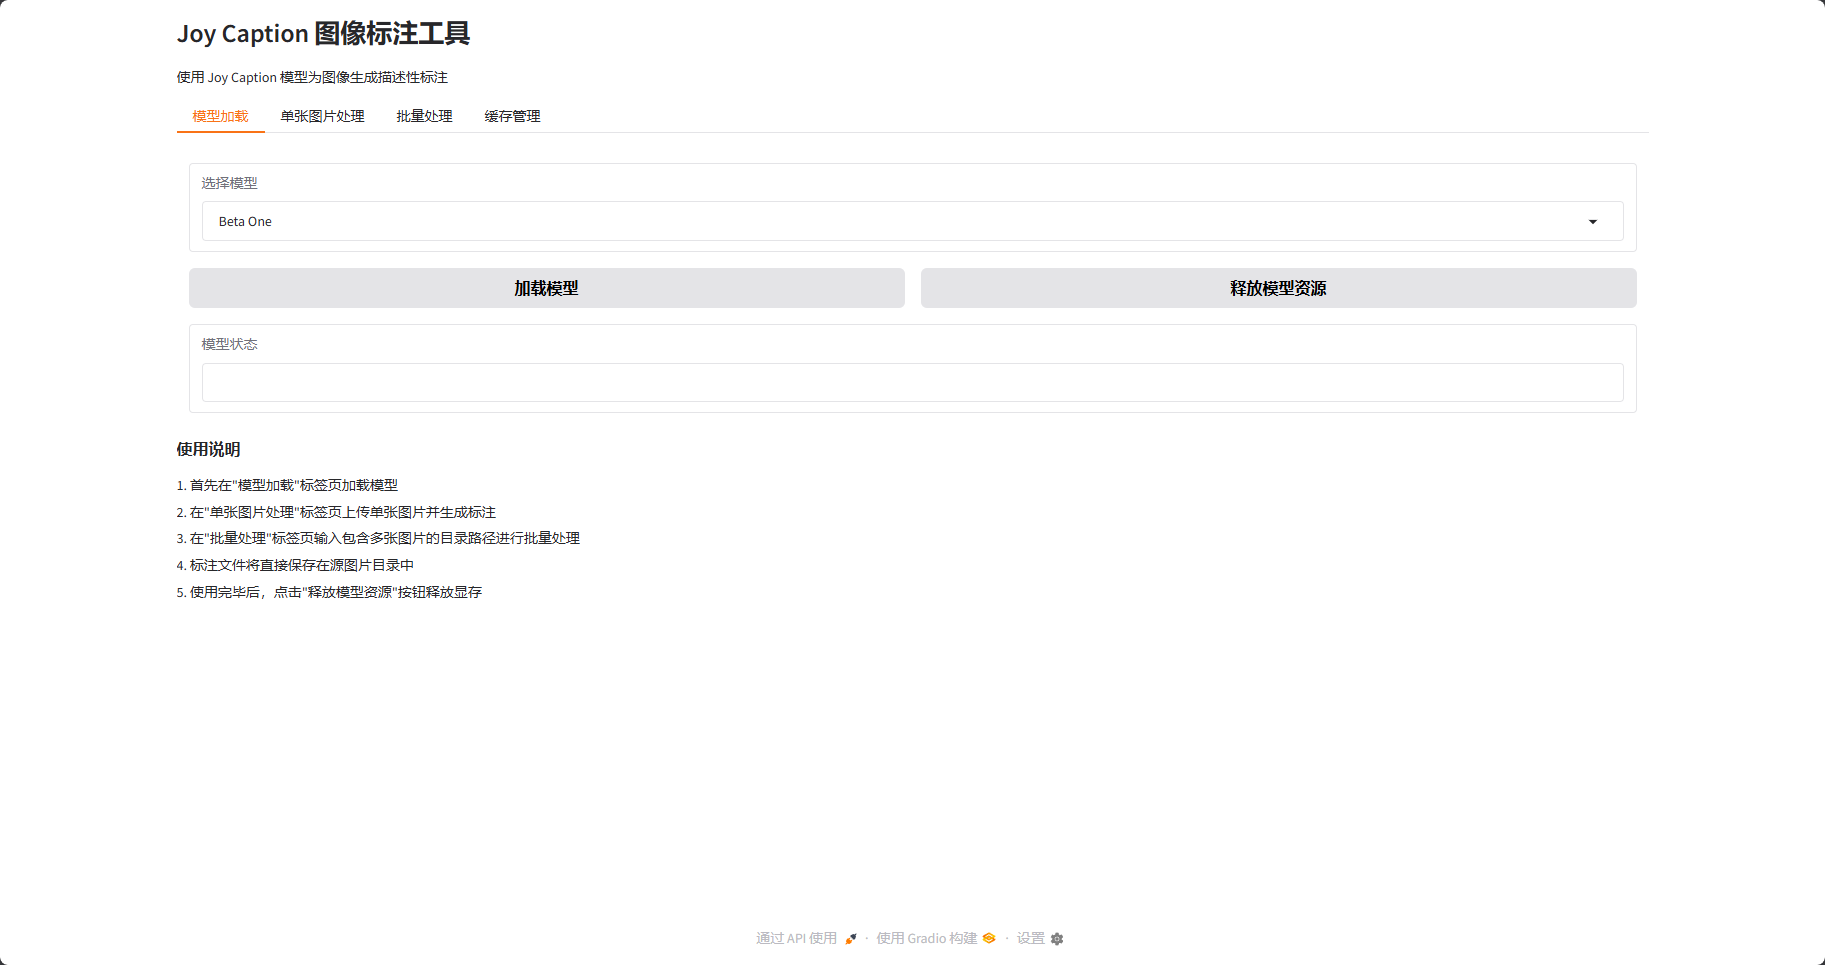 Joy Caption 图像标注工具
使用 Joy Caption 模型为图像生成描述性标注
模型加载 单张图片处理 批量处理 缓存管理
选择模型
Beta One
加载模型 释放模型资源
模型状态
使用说明
1. 首先在"模型加载"标签页加载模型
2. 在"单张图片处理"标签页上传单张图片并生成标注
3. 在"批量处理"标签页输入包含多张图片的目录路径进行批量处理
4. 标注文件将直接保存在源图片目录中
5. 使用完毕后，点击"释放模型资源"按钮释放显存
通过 API 使用 · 使用 Gradio 构建 · 设置